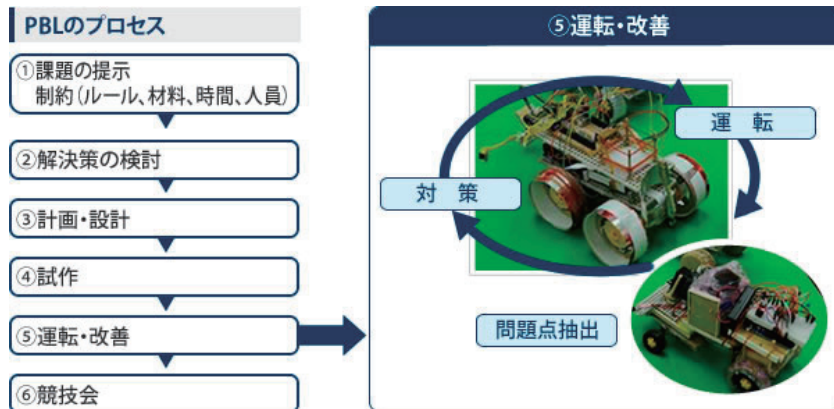 PBLのプロセス
①課題の提示
制約(ルール、材料、時間、人員)
②解決策の検討
③計画・設計
④試作
⑤運転・改善
⑥競技会
⑤運転・改善
運 転
対 策
問題点抽出